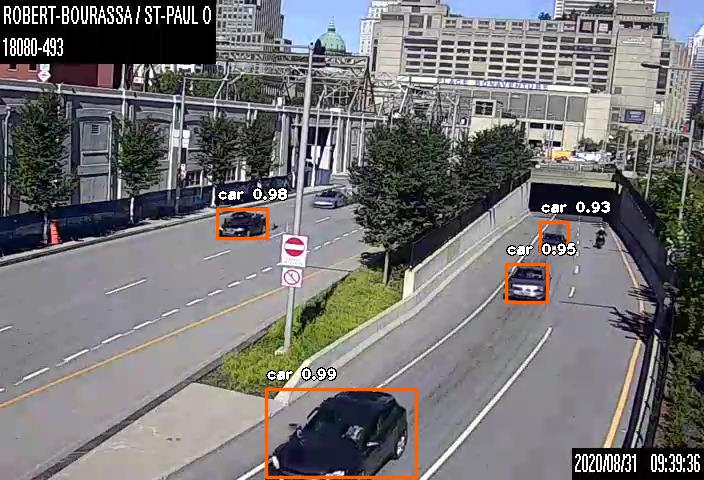 ROBERT-BOURASSA / ST-PAUL O
18080-493
PLACE BONAVENTURE
car 0.98
car 0.93
car 0.95
car 0.99
2020/08/31 09:39:36